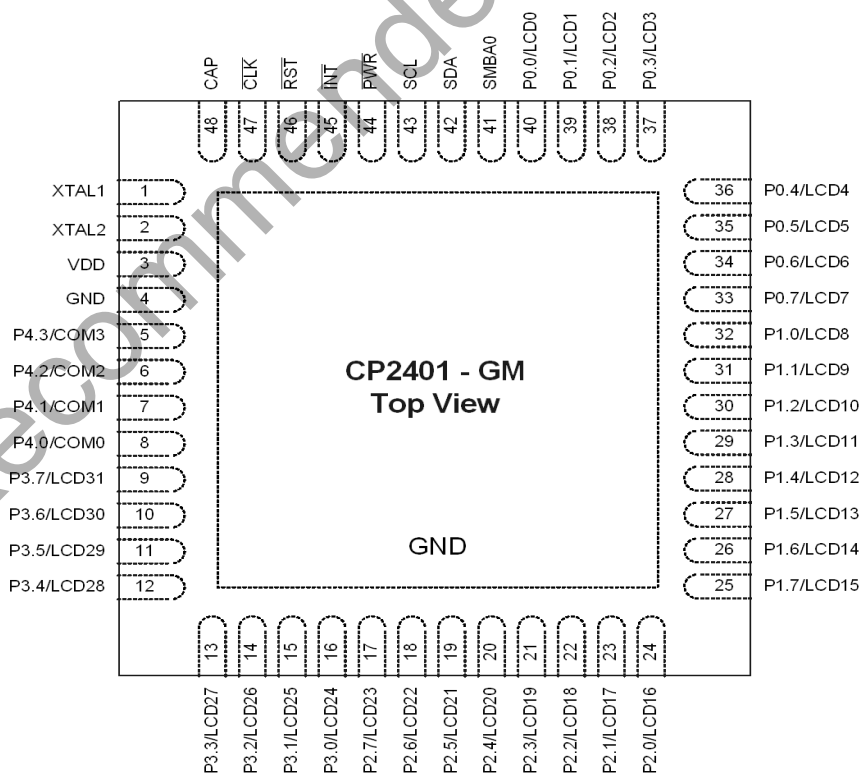 CAP
C̅L̅K̅
R̅S̅T̅
I̅N̅T̅
P̅W̅R̅
SCL
SDA
SMBA0
P0.0/LCD0
P0.1/LCD1
P0.2/LCD2
P0.3/LCD3
48
47
46
45
44
43
42
41
40
39
38
37
XTAL1 1
XTAL2 2
VDD 3
GND 4
P4.3/COM3 5
P4.2/COM2 6
P4.1/COM1 7
P4.0/COM0 8
P3.7/LCD31 9
P3.6/LCD30 10
P3.5/LCD29 11
P3.4/LCD28 12
CP2401 - GM
Top View
GND
36 P0.4/LCD4
35 P0.5/LCD5
34 P0.6/LCD6
33 P0.7/LCD7
32 P1.0/LCD8
31 P1.1/LCD9
30 P1.2/LCD10
29 P1.3/LCD11
28 P1.4/LCD12
27 P1.5/LCD13
26 P1.6/LCD14
25 P1.7/LCD15
13
14
15
16
17
18
19
20
21
22
23
24
P3.3/LCD27
P3.2/LCD26
P3.1/LCD25
P3.0/LCD24
P2.7/LCD23
P2.6/LCD22
P2.5/LCD21
P2.4/LCD20
P2.3/LCD19
P2.2/LCD18
P2.1/LCD17
P2.0/LCD16